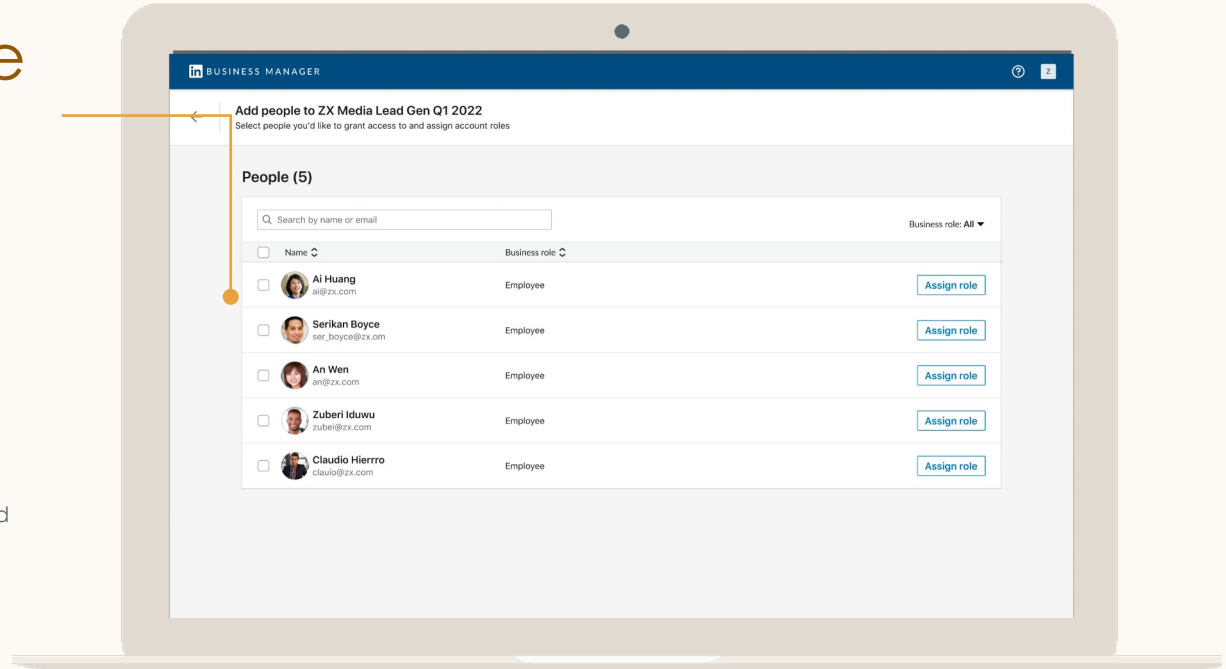 e
in BUSINESS MANAGER
Z
Add people to ZX Media Lead Gen Q1 2022
Select people you'd like to grant access to and assign account roles
People (5)
Search by name or email
Business role: All
Name Business role
Ai Huang
ai@zx.com
Employee
Assign role
Serikan Boyce
ser_boyce@zx.om
Employee
Assign role
An Wen
an@zx.com
Employee
Assign role
Zuberi Iduwu
zubei@zx.com
Employee
Assign role
Claudio Hierrro
clauio@zx.com
Employee
Assign role
d